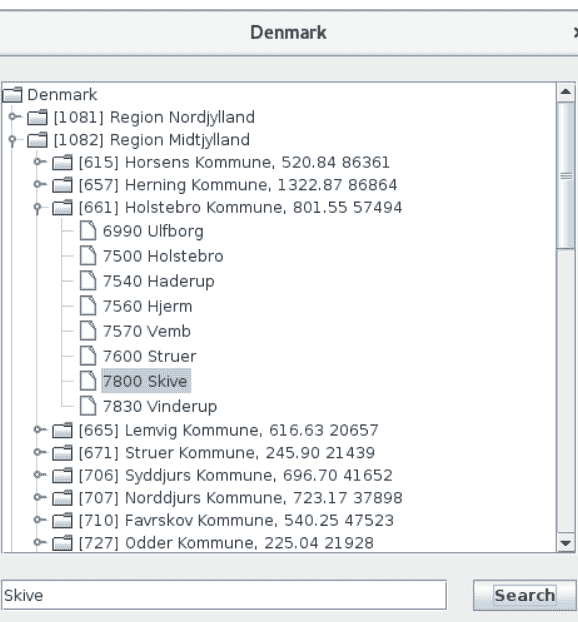 Denmark
Denmark
[1081] Region Nordjylland
[1082] Region Midtjylland
[615] Horsens Kommune, 520.84 86361
[657] Herning Kommune, 1322.87 86864
[661] Holstebro Kommune, 801.55 57494
6990 Ulfborg
7500 Holstebro
7540 Haderup
7560 Hjerm
7570 Vemb
7600 Struer
7800 Skive
7830 Vinderup
[665] Lemvig Kommune, 616.63 20657
[671] Struer Kommune, 245.90 21439
[706] Syddjurs Kommune, 696.70 41652
[707] Norddjurs Kommune, 723.17 37898
[710] Favrskov Kommune, 540.25 47523
[727] Odder Kommune, 225.04 21928
Skive Search